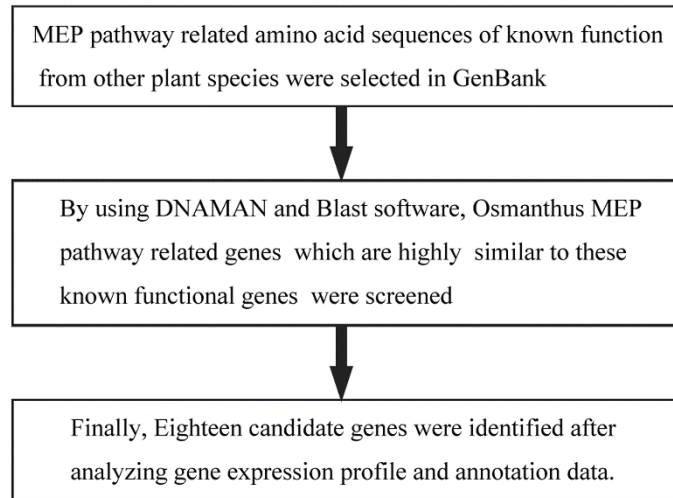 MEP pathway related amino acid sequences of known function
from other plant species were selected in GenBank
By using DNAMAN and Blast software, Osmanthus MEP
pathway related genes which are highly similar to these
known functional genes were screened
Finally, Eighteen candidate genes were identified after
analyzing gene expression profile and annotation data.